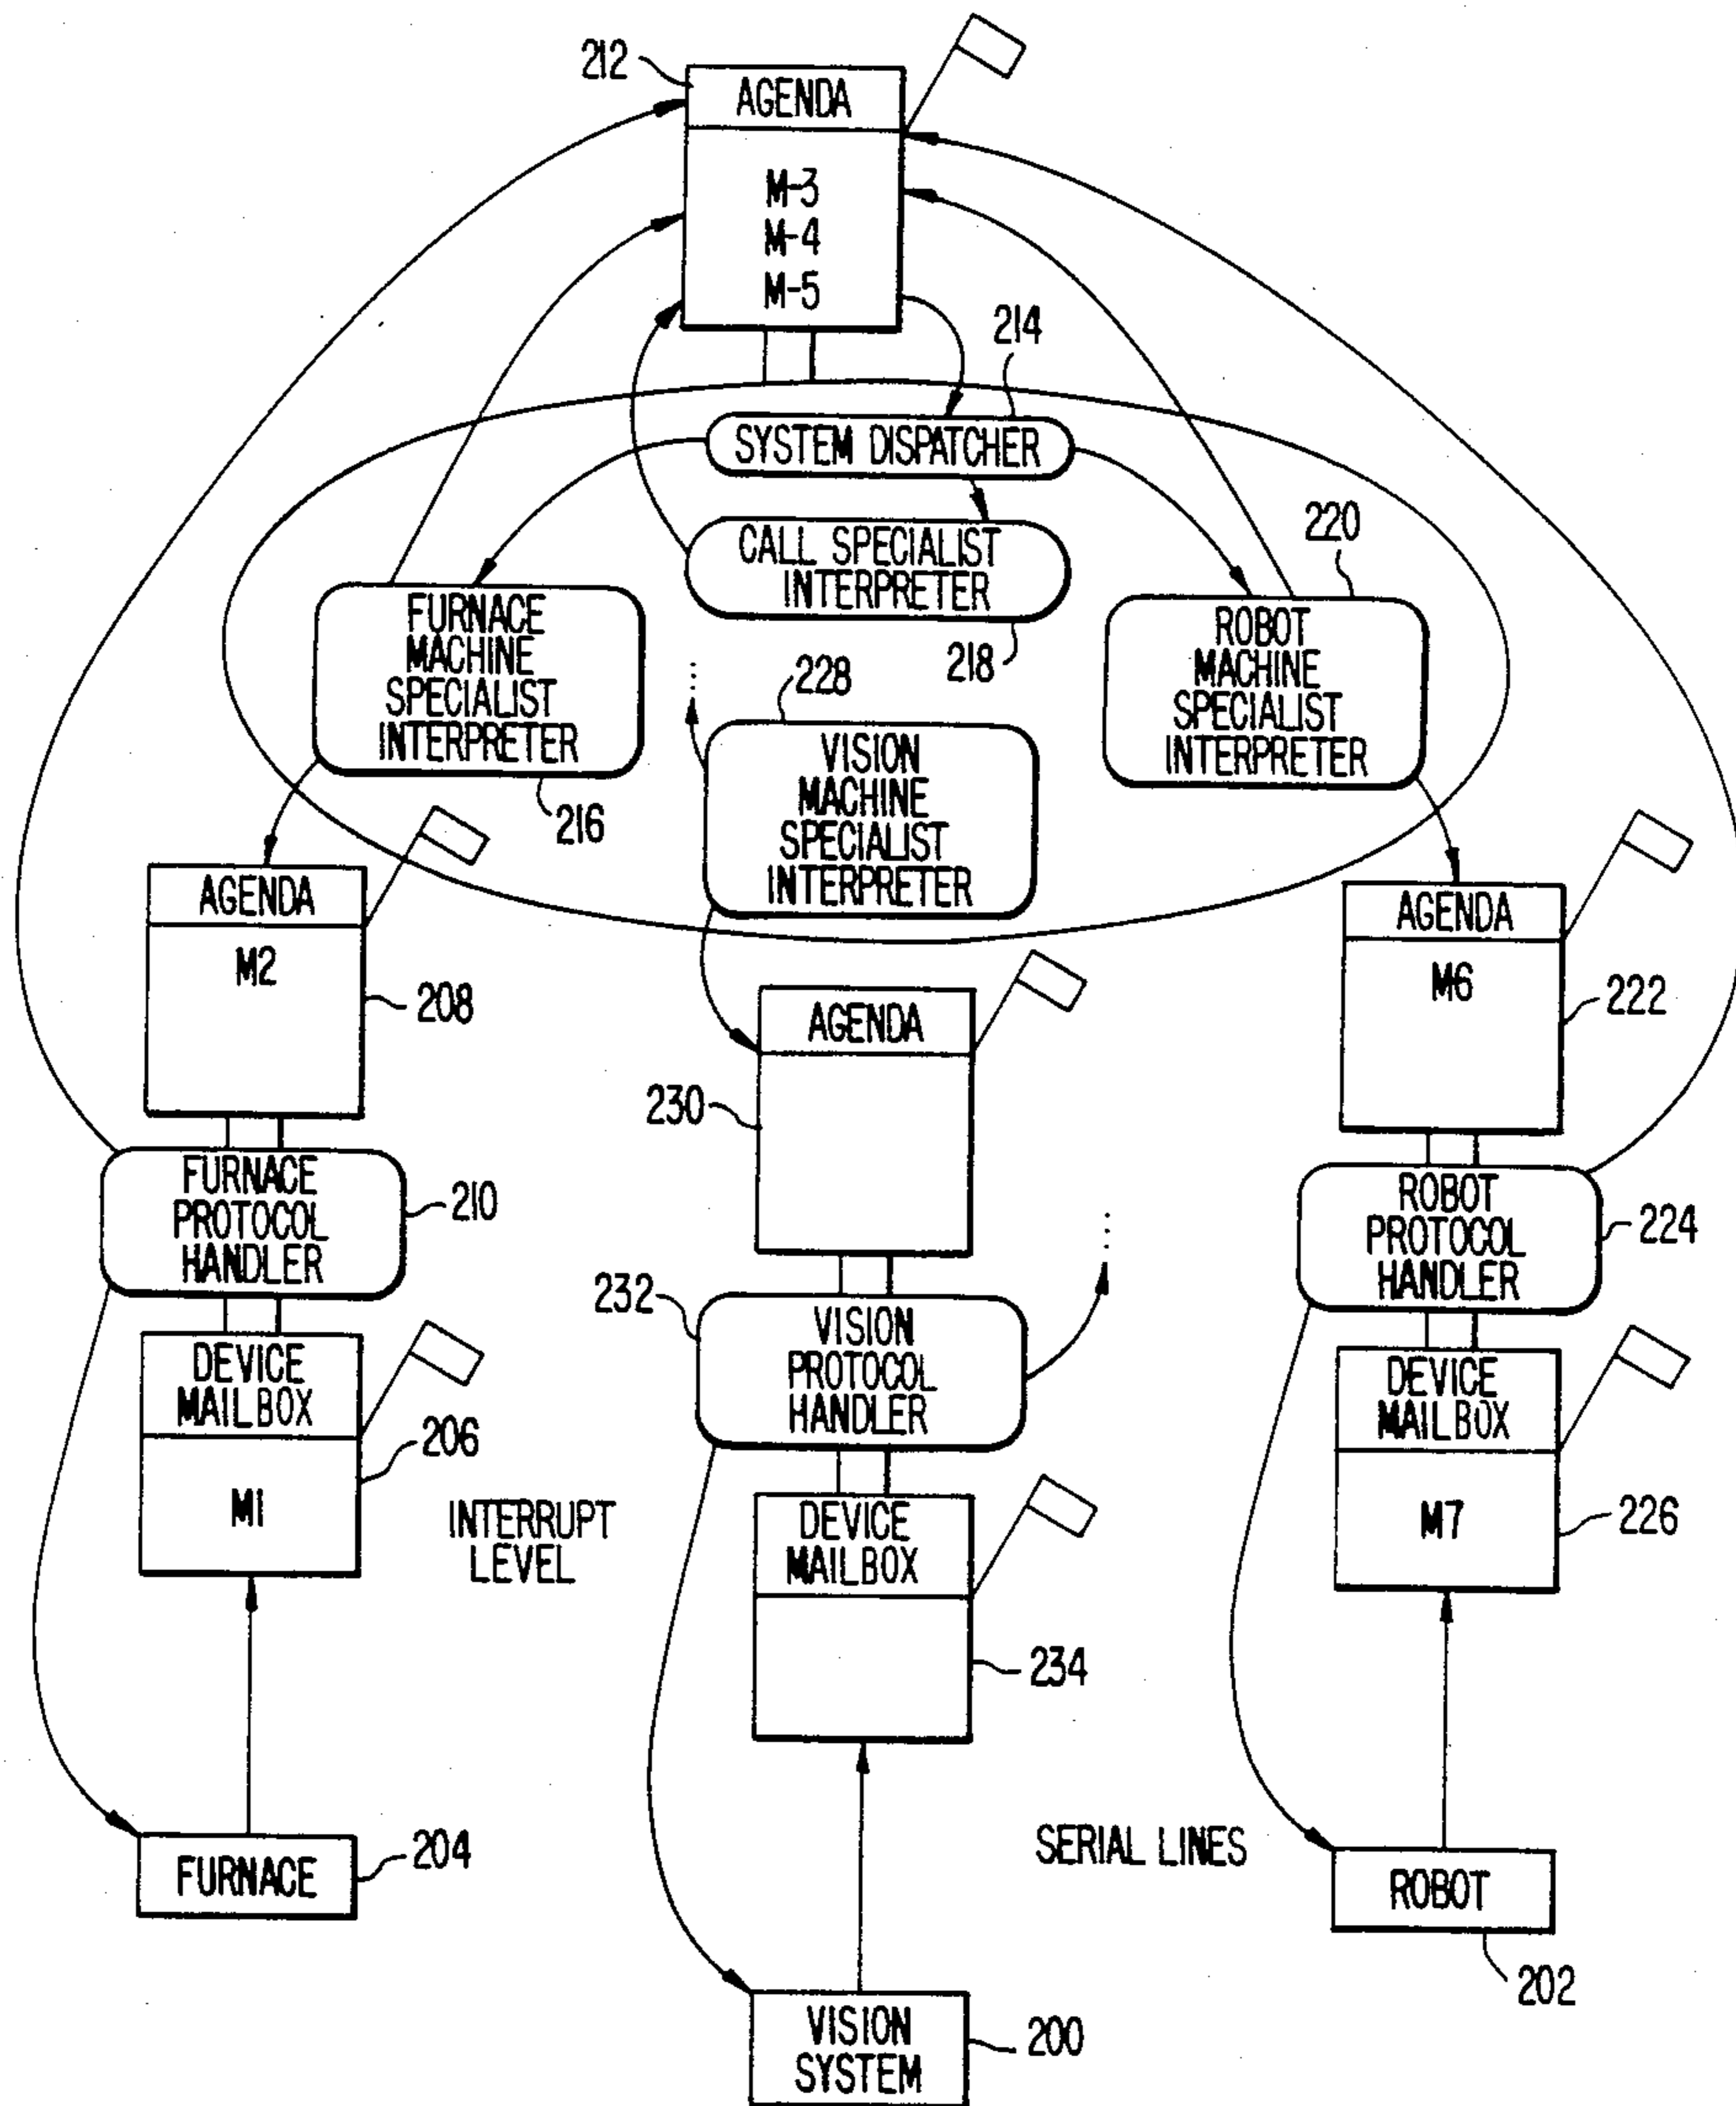 212
AGENDA
M-3
M-4
M-5
214
SYSTEM DISPATCHER
CALL SPECIALIST
INTERPRETER
218
220
FURNACE
MACHINE
SPECIALIST
INTERPRETER
216
228
VISION
MACHINE
SPECIALIST
INTERPRETER
ROBOT
MACHINE
SPECIALIST
INTERPRETER
AGENDA
M2
208
AGENDA
230
AGENDA
M6
222
FURNACE
PROTOCOL
HANDLER
210
232
VISION
PROTOCOL
HANDLER
ROBOT
PROTOCOL
HANDLER
224
DEVICE
MAILBOX
206
M1
INTERRUPT
LEVEL
DEVICE
MAILBOX
234
DEVICE
MAILBOX
M7
226
FURNACE
204
SERIAL LINES
ROBOT
202
VISION
SYSTEM
200